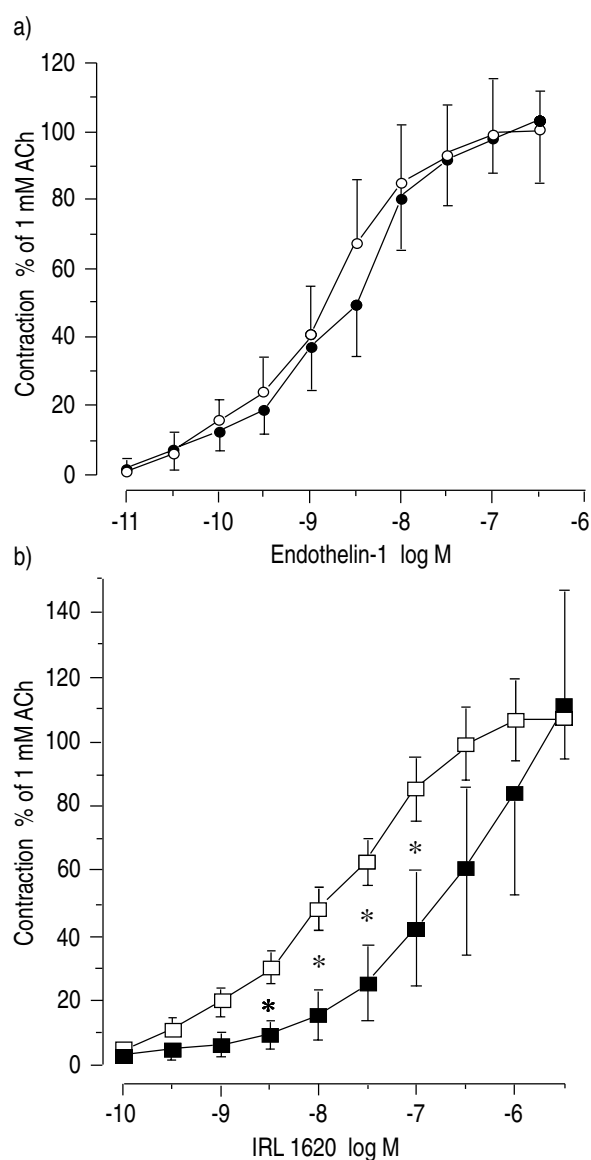 a)
120
100
80
60
40
20
0
Contraction % of 1 mM ACh
-11 -10 -9 -8 -7 -6
Endothelin-1 log M
b)
140
120
100
80
60
40
20
0
Contraction % of 1 mM ACh
*
*
*
*
-10 -9 -8 -7 -6
IRL 1620 log M